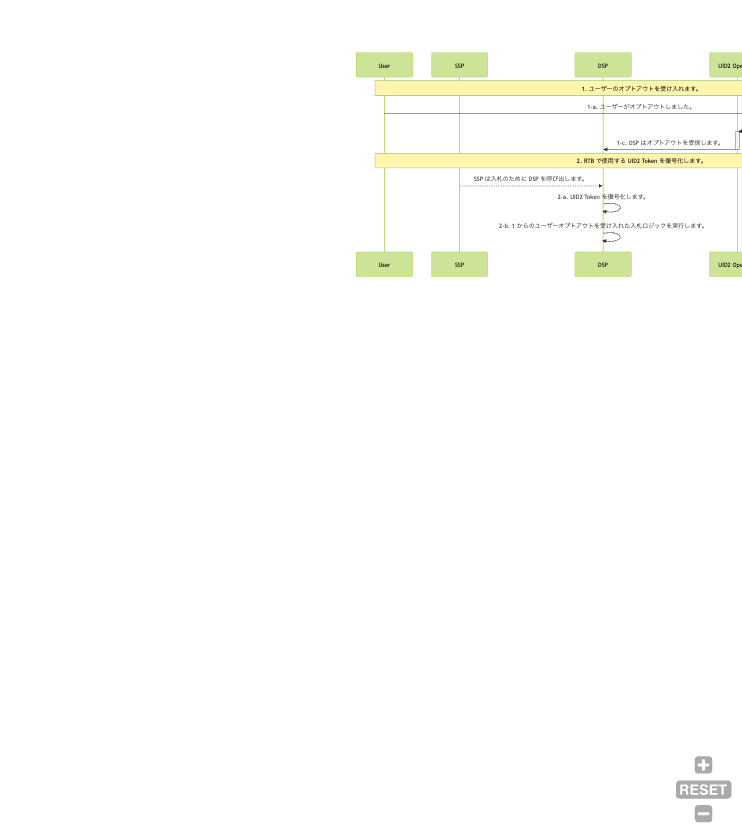 User
SSP
DSP
UID2 Ope
1. ユーザーのオプトアウトを受け入れます。
1-a. ユーザーがオプトアウトしました。
1-c. DSP はオプトアウトを受信します。
2. RTB で使用する UID2 Token を復号化します。
SSP は入札のために DSP を呼び出します。
2-a. UID2 Token を復号化します。
2-b. 1 からのユーザーオプトアウトを受け入れた入札ロジックを実行します。
User
SSP
DSP
UID2 Ope
RESET